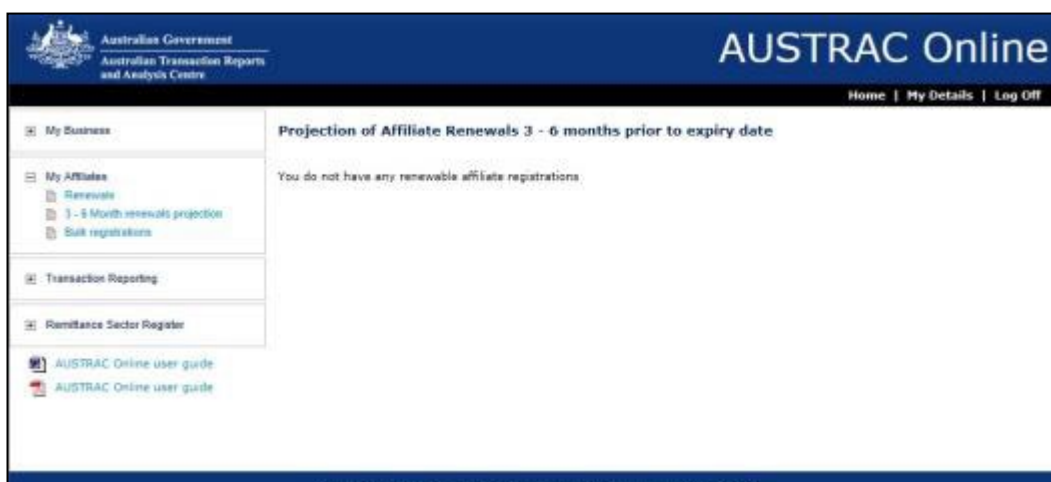 Australian Government
Australian Transaction Reports
and Analysis Centre
AUSTRAC Online
Home | My Details | Log Off
My Business
My Affiliates
Renewals
3 - 6 Month renewals projection
Bulk registrations
Transaction Reporting
Remittance Sector Register
AUSTRAC Online user guide
AUSTRAC Online user guide
Projection of Affiliate Renewals 3 - 6 months prior to expiry date
You do not have any renewable affiliate registrations